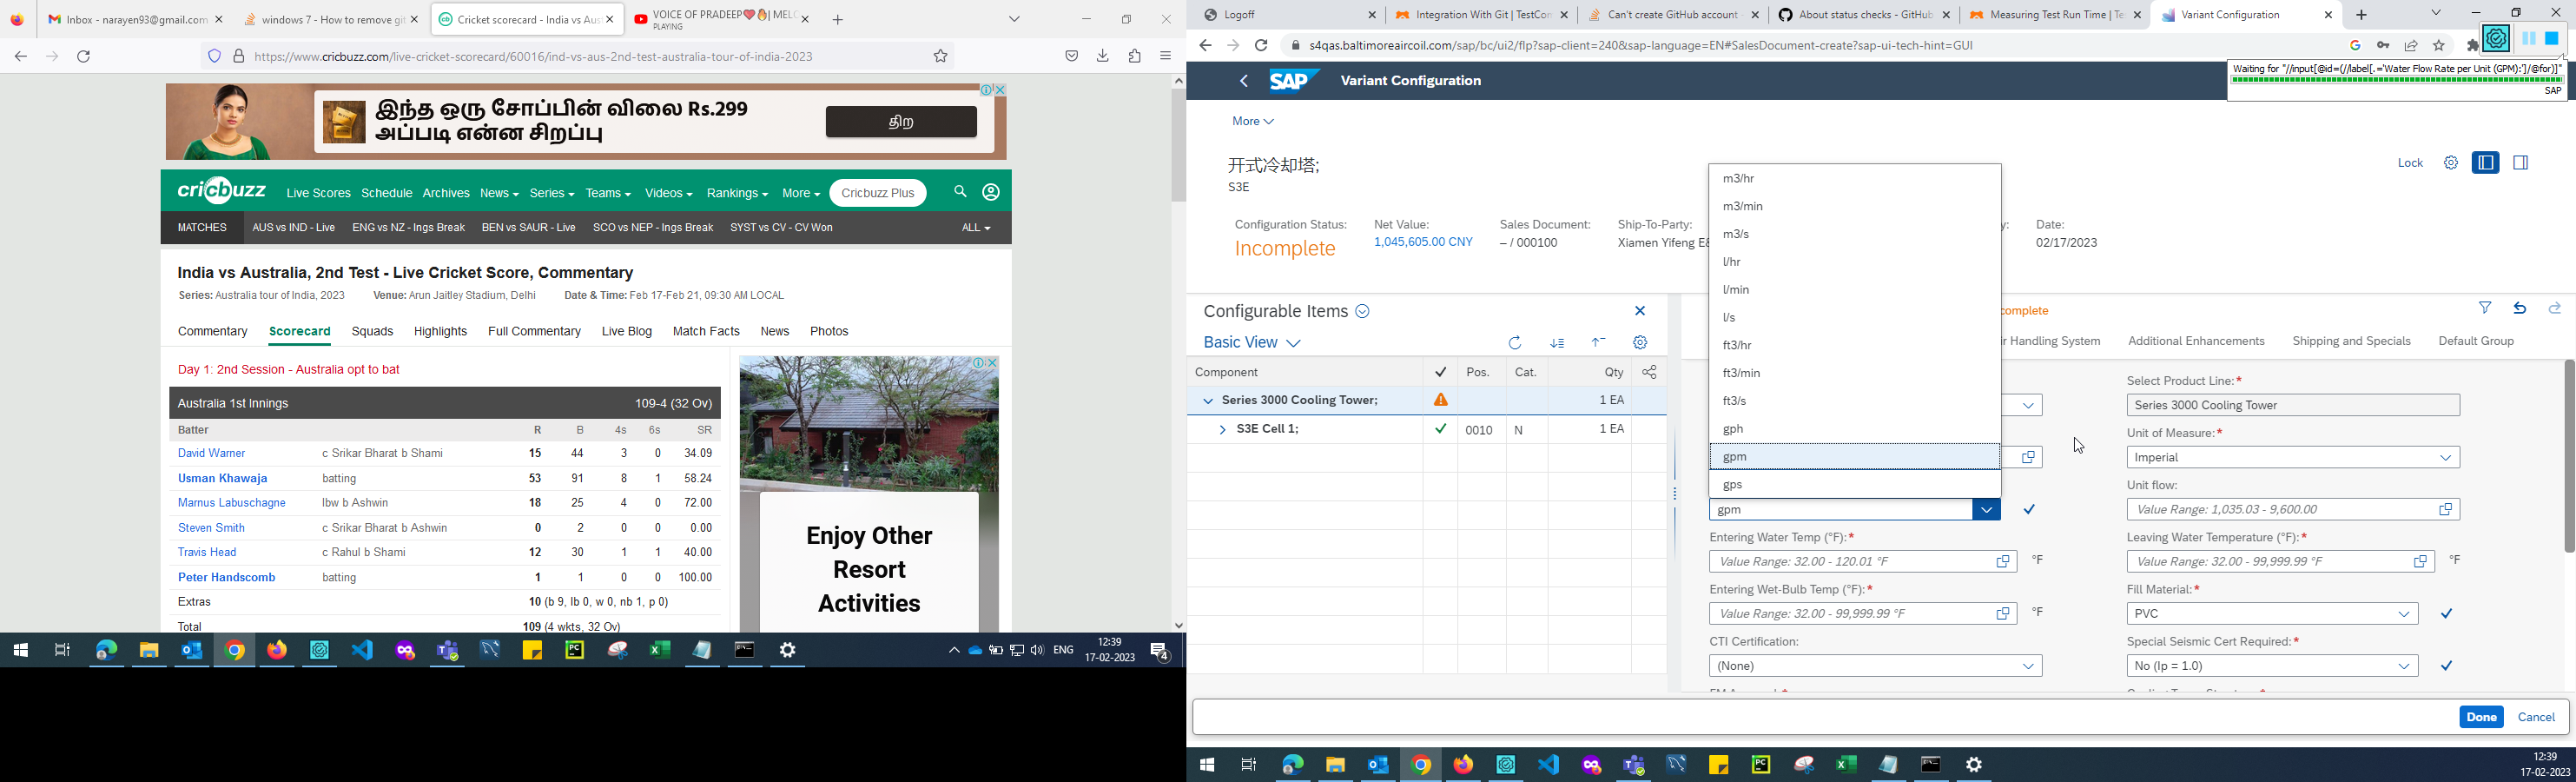 Inbox - narayen93@gmail.com
windows 7 - How to remove git
Cricket scorecard - India vs Aus
VOICE OF PRADEEP❤️🔥| MELO
PLAYING
https://www.cricbuzz.com/live-cricket-scorecard/60016/ind-vs-aus-2nd-test-australia-tour-of-india-2023
இந்த ஒரு சோப்பின் விலை Rs.299
அப்படி என்ன சிறப்பு
திற
cricbuzz
Live Scores Schedule Archives News Series Teams Videos Rankings More Cricbuzz Plus
MATCHES AUS vs IND - Live ENG vs NZ - Ings Break BEN vs SAUR - Live SCO vs NEP - Ings Break SYST vs CV - CV Won ALL
India vs Australia, 2nd Test - Live Cricket Score, Commentary
Series: Australia tour of India, 2023 Venue: Arun Jaitley Stadium, Delhi Date & Time: Feb 17-Feb 21, 09:30 AM LOCAL
Commentary Scorecard Squads Highlights Full Commentary Live Blog Match Facts News Photos
Day 1: 2nd Session - Australia opt to bat
Australia 1st Innings 109-4 (32 Ov)
Batter R B 4s 6s SR
David Warner c Srikar Bharat b Shami 15 44 3 0 34.09
Usman Khawaja batting 53 91 8 1 58.24
Marnus Labuschagne lbw b Ashwin 18 25 4 0 72.00
Steven Smith c Srikar Bharat b Ashwin 0 2 0 0 0.00
Travis Head c Rahul b Shami 12 30 1 1 40.00
Peter Handscomb batting 1 1 0 0 100.00
Extras 10 (b 9, lb 0, w 0, nb 1, p 0)
Total 109 (4 wkts, 32 Ov)
Enjoy Other
Resort
Activities
ENG
12:39
17-02-2023
4
Logoff
Integration With Git | TestCom
Can't create GitHub account -
About status checks - GitHub
Measuring Test Run Time | Te
Variant Configuration
s4qas.baltimoreaircoil.com/sap/bc/ui2/flp?sap-client=240&sap-language=EN#SalesDocument-create?sap-ui-tech-hint=GUI
Waiting for "//input[@id=(//label[.='Water Flow Rate per Unit (GPM):']/@for)]"
SAP
SAP Variant Configuration
More
开式冷却塔;
S3E
Lock
Configuration Status: Net Value: Sales Document: Ship-To-Party: Date:
Incomplete 1,045,605.00 CNY – / 000100 Xiamen Yifeng E& 02/17/2023
Configurable Items
Basic View
Component Pos. Cat. Qty
Series 3000 Cooling Tower; 1 EA
S3E Cell 1; 0010 N 1 EA
m3/hr
m3/min
m3/s
l/hr
l/min
l/s
ft3/hr
ft3/min
ft3/s
gph
gpm
gps
gpm
complete
r Handling System Additional Enhancements Shipping and Specials Default Group
Select Product Line:*
Series 3000 Cooling Tower
Unit of Measure:*
Imperial
Unit flow:
Value Range: 1,035.03 - 9,600.00
Entering Water Temp (°F):* Leaving Water Temperature (°F):*
Value Range: 32.00 - 120.01 °F °F Value Range: 32.00 - 99,999.99 °F °F
Entering Wet-Bulb Temp (°F):* Fill Material:*
Value Range: 32.00 - 99,999.99 °F °F PVC
CTI Certification: Special Seismic Cert Required:*
(None) No (Ip = 1.0)
Done Cancel
12:39
17-02-2023